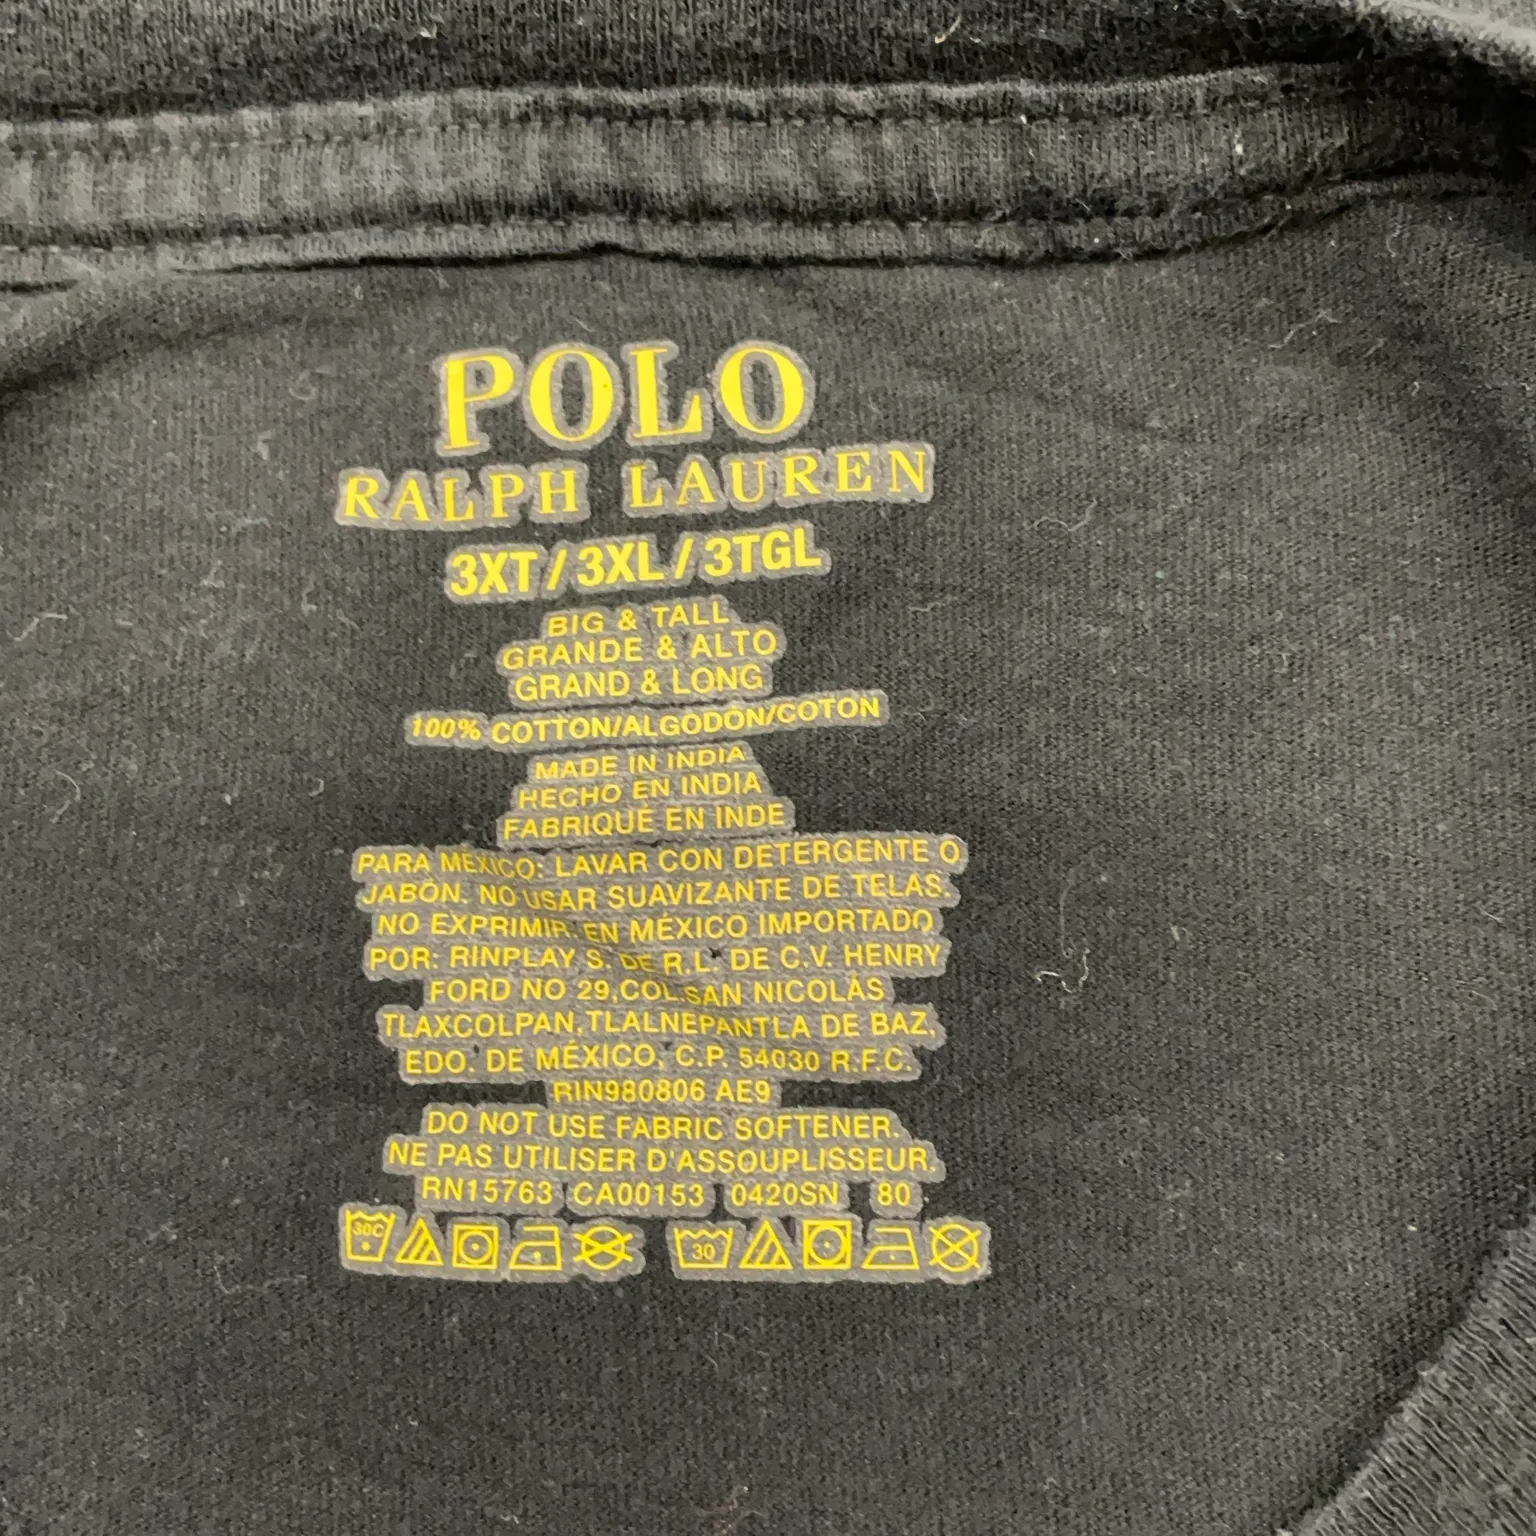 POLO
RALPH LAUREN
3XT / 3XL / 3TGL
BIG & TALL
GRANDE & ALTO
GRAND & LONG
100% COTTON/ALGODÓN/COTON
MADE IN INDIA
HECHO EN INDIA
FABRIQUÉ EN INDE
PARA MÉXICO: LAVAR CON DETERGENTE O
JABÓN. NO USAR SUAVIZANTE DE TELAS.
NO EXPRIMIR. EN MÉXICO IMPORTADO
POR: RINPLAY S. DE R.L. DE C.V. HENRY
FORD NO 29,COL.SAN NICOLÁS
TLAXCOLPAN,TLALNEPANTLA DE BAZ,
EDO. DE MÉXICO, C.P. 54030 R.F.C.
RIN980806 AE9
DO NOT USE FABRIC SOFTENER.
NE PAS UTILISER D'ASSOUPLISSEUR.
RN15763 CA00153 0420SN 80
30C 30